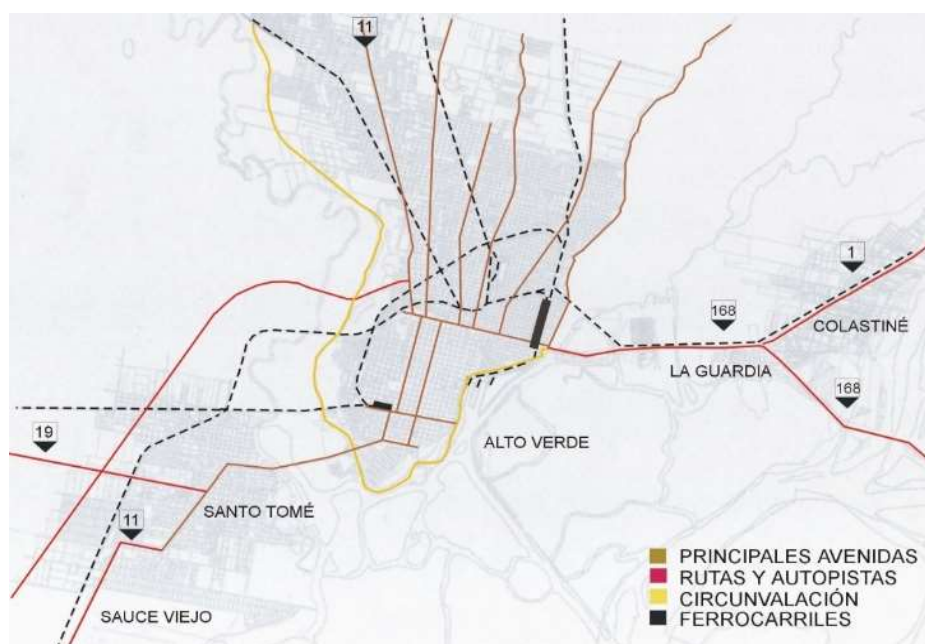 11
1
168
COLASTINÉ
LA GUARDIA
168
19
ALTO VERDE
SANTO TOMÉ
11
SAUCE VIEJO
PRINCIPALES AVENIDAS
RUTAS Y AUTOPISTAS
CIRCUNVALACIÓN
FERROCARRILES